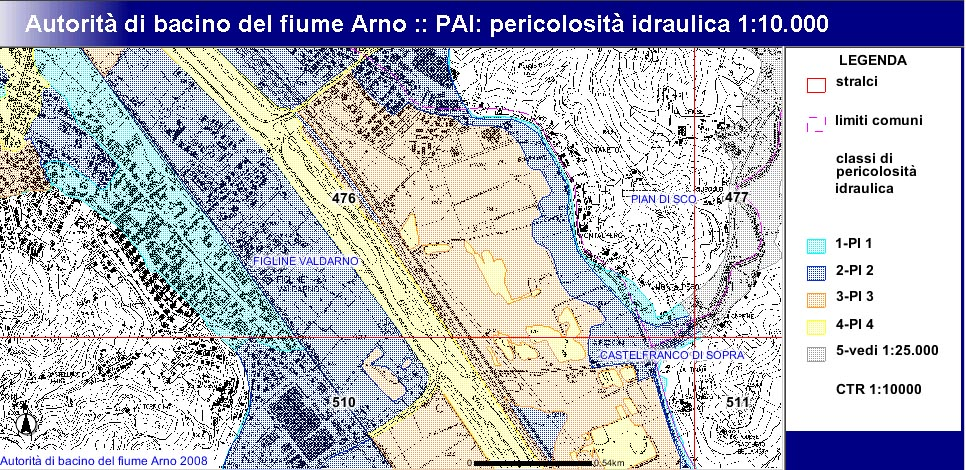 Autorità di bacino del fiume Arno :: PAI: pericolosità idraulica 1:10.000
LEGENDA
stralci
limiti comuni
classi di
pericolosità
idraulica
1-PI 1
2-PI 2
3-PI 3
4-PI 4
5-vedi 1:25.000
CTR 1:10000
476
477
PIAN DI SCO
FIGLINE VALDARNO
CASTELFRANCO DI SOPRA
510
511
Autorità di bacino del fiume Arno 2008
0
0.54km